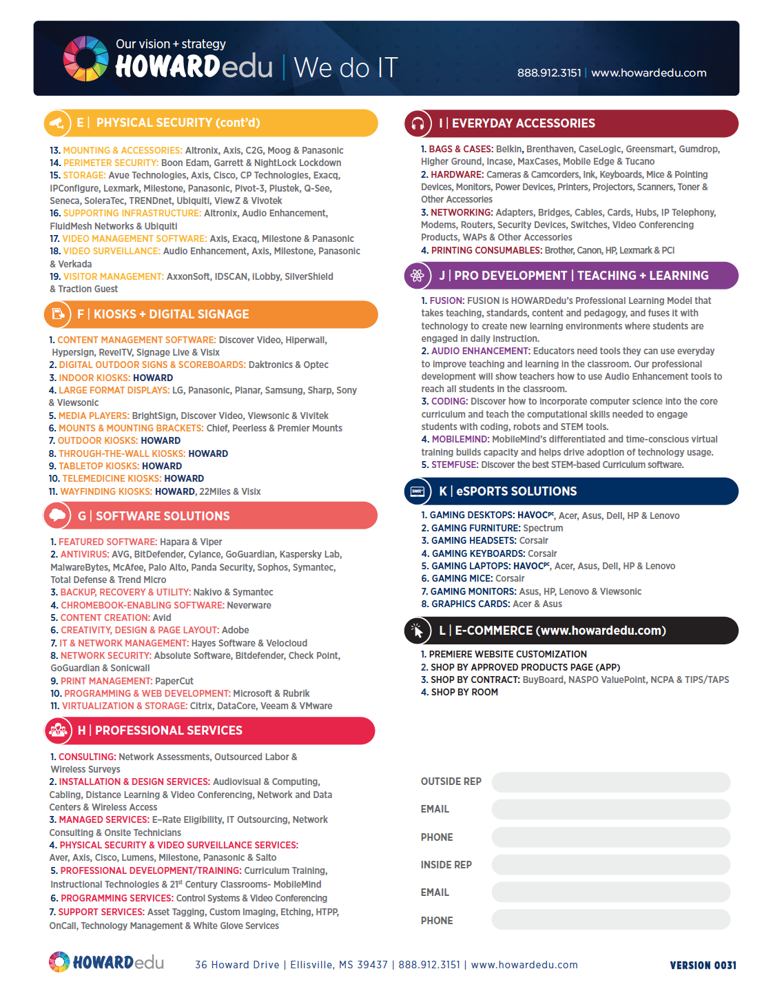 Our vision + strategy
HOWARDedu | We do IT
888.912.3151 | www.howardedu.com
E | PHYSICAL SECURITY (cont'd)
13. MOUNTING & ACCESSORIES: Altronix, Axis, C2G, Moog & Panasonic
14. PERIMETER SECURITY: Boon Edam, Garrett & NightLock Lockdown
15. STORAGE: Avue Technologies, Axis, Cisco, CP Technologies, Exacq,
IPConfigure, Lexmark, Milestone, Panasonic, Pivot-3, Plustek, Q-See,
Seneca, SoleraTec, TRENDnet, Ubiquiti, ViewZ & Vivotek
16. SUPPORTING INFRASTRUCTURE: Altronix, Audio Enhancement,
FluidMesh Networks & Ubiquiti
17. VIDEO MANAGEMENT SOFTWARE: Axis, Exacq, Milestone & Panasonic
18. VIDEO SURVEILLANCE: Audio Enhancement, Axis, Milestone, Panasonic
& Verkada
19. VISITOR MANAGEMENT: AxxonSoft, IDSCAN, iLobby, SilverShield
& Traction Guest
F | KIOSKS + DIGITAL SIGNAGE
1. CONTENT MANAGEMENT SOFTWARE: Discover Video, Hiperwall,
Hypersign, RevelTV, Signage Live & Visix
2. DIGITAL OUTDOOR SIGNS & SCOREBOARDS: Daktronics & Optec
3. INDOOR KIOSKS: HOWARD
4. LARGE FORMAT DISPLAYS: LG, Panasonic, Planar, Samsung, Sharp, Sony
& Viewsonic
5. MEDIA PLAYERS: BrightSign, Discover Video, Viewsonic & Vivitek
6. MOUNTS & MOUNTING BRACKETS: Chief, Peerless & Premier Mounts
7. OUTDOOR KIOSKS: HOWARD
8. THROUGH-THE-WALL KIOSKS: HOWARD
9. TABLETOP KIOSKS: HOWARD
10. TELEMEDICINE KIOSKS: HOWARD
11. WAYFINDING KIOSKS: HOWARD, 22Miles & Visix
G | SOFTWARE SOLUTIONS
1. FEATURED SOFTWARE: Hapara & Viper
2. ANTIVIRUS: AVG, BitDefender, Cylance, GoGuardian, Kaspersky Lab,
MalwareBytes, McAfee, Palo Alto, Panda Security, Sophos, Symantec,
Total Defense & Trend Micro
3. BACKUP, RECOVERY & UTILITY: Nakivo & Symantec
4. CHROMEBOOK-ENABLING SOFTWARE: Neverware
5. CONTENT CREATION: Avid
6. CREATIVITY, DESIGN & PAGE LAYOUT: Adobe
7. IT & NETWORK MANAGEMENT: Hayes Software & Velocloud
8. NETWORK SECURITY: Absolute Software, Bitdefender, Check Point,
GoGuardian & Sonicwall
9. PRINT MANAGEMENT: PaperCut
10. PROGRAMMING & WEB DEVELOPMENT: Microsoft & Rubrik
11. VIRTUALIZATION & STORAGE: Citrix, DataCore, Veeam & VMware
H | PROFESSIONAL SERVICES
1. CONSULTING: Network Assessments, Outsourced Labor &
Wireless Surveys
2. INSTALLATION & DESIGN SERVICES: Audiovisual & Computing,
Cabling, Distance Learning & Video Conferencing, Network and Data
Centers & Wireless Access
3. MANAGED SERVICES: E-Rate Eligibility, IT Outsourcing, Network
Consulting & Onsite Technicians
4. PHYSICAL SECURITY & VIDEO SURVEILLANCE SERVICES:
Aver, Axis, Cisco, Lumens, Milestone, Panasonic & Salto
5. PROFESSIONAL DEVELOPMENT/TRAINING: Curriculum Training,
Instructional Technologies & 21st Century Classrooms- MobileMind
6. PROGRAMMING SERVICES: Control Systems & Video Conferencing
7. SUPPORT SERVICES: Asset Tagging, Custom Imaging, Etching, HTPP,
OnCall, Technology Management & White Glove Services
I | EVERYDAY ACCESSORIES
1. BAGS & CASES: Belkin, Brenthaven, CaseLogic, Greensmart, Gumdrop,
Higher Ground, Incase, MaxCases, Mobile Edge & Tucano
2. HARDWARE: Cameras & Camcorders, Ink, Keyboards, Mice & Pointing
Devices, Monitors, Power Devices, Printers, Projectors, Scanners, Toner &
Other Accessories
3. NETWORKING: Adapters, Bridges, Cables, Cards, Hubs, IP Telephony,
Modems, Routers, Security Devices, Switches, Video Conferencing
Products, WAPs & Other Accessories
4. PRINTING CONSUMABLES: Brother, Canon, HP, Lexmark & PCI
J | PRO DEVELOPMENT | TEACHING + LEARNING
1. FUSION: FUSION is HOWARDedu's Professional Learning Model that
takes teaching, standards, content and pedagogy, and fuses it with
technology to create new learning environments where students are
engaged in daily instruction.
2. AUDIO ENHANCEMENT: Educators need tools they can use everyday
to improve teaching and learning in the classroom. Our professional
development will show teachers how to use Audio Enhancement tools to
reach all students in the classroom.
3. CODING: Discover how to incorporate computer science into the core
curriculum and teach the computational skills needed to engage
students with coding, robots and STEM tools.
4. MOBILEMIND: MobileMind's differentiated and time-conscious virtual
training builds capacity and helps drive adoption of technology usage.
5. STEMFUSE: Discover the best STEM-based Curriculum software.
K | eSPORTS SOLUTIONS
1. GAMING DESKTOPS: HAVOCpc, Acer, Asus, Dell, HP & Lenovo
2. GAMING FURNITURE: Spectrum
3. GAMING HEADSETS: Corsair
4. GAMING KEYBOARDS: Corsair
5. GAMING LAPTOPS: HAVOCpc, Acer, Asus, Dell, HP & Lenovo
6. GAMING MICE: Corsair
7. GAMING MONITORS: Asus, HP, Lenovo & Viewsonic
8. GRAPHICS CARDS: Acer & Asus
L | E-COMMERCE (www.howardedu.com)
1. PREMIERE WEBSITE CUSTOMIZATION
2. SHOP BY APPROVED PRODUCTS PAGE (APP)
3. SHOP BY CONTRACT: BuyBoard, NASPO ValuePoint, NCPA & TIPS/TAPS
4. SHOP BY ROOM
OUTSIDE REP
EMAIL
PHONE
INSIDE REP
EMAIL
PHONE
HOWARDedu
36 Howard Drive | Ellisville, MS 39437 | 888.912.3151 | www.howardedu.com
VERSION 0031